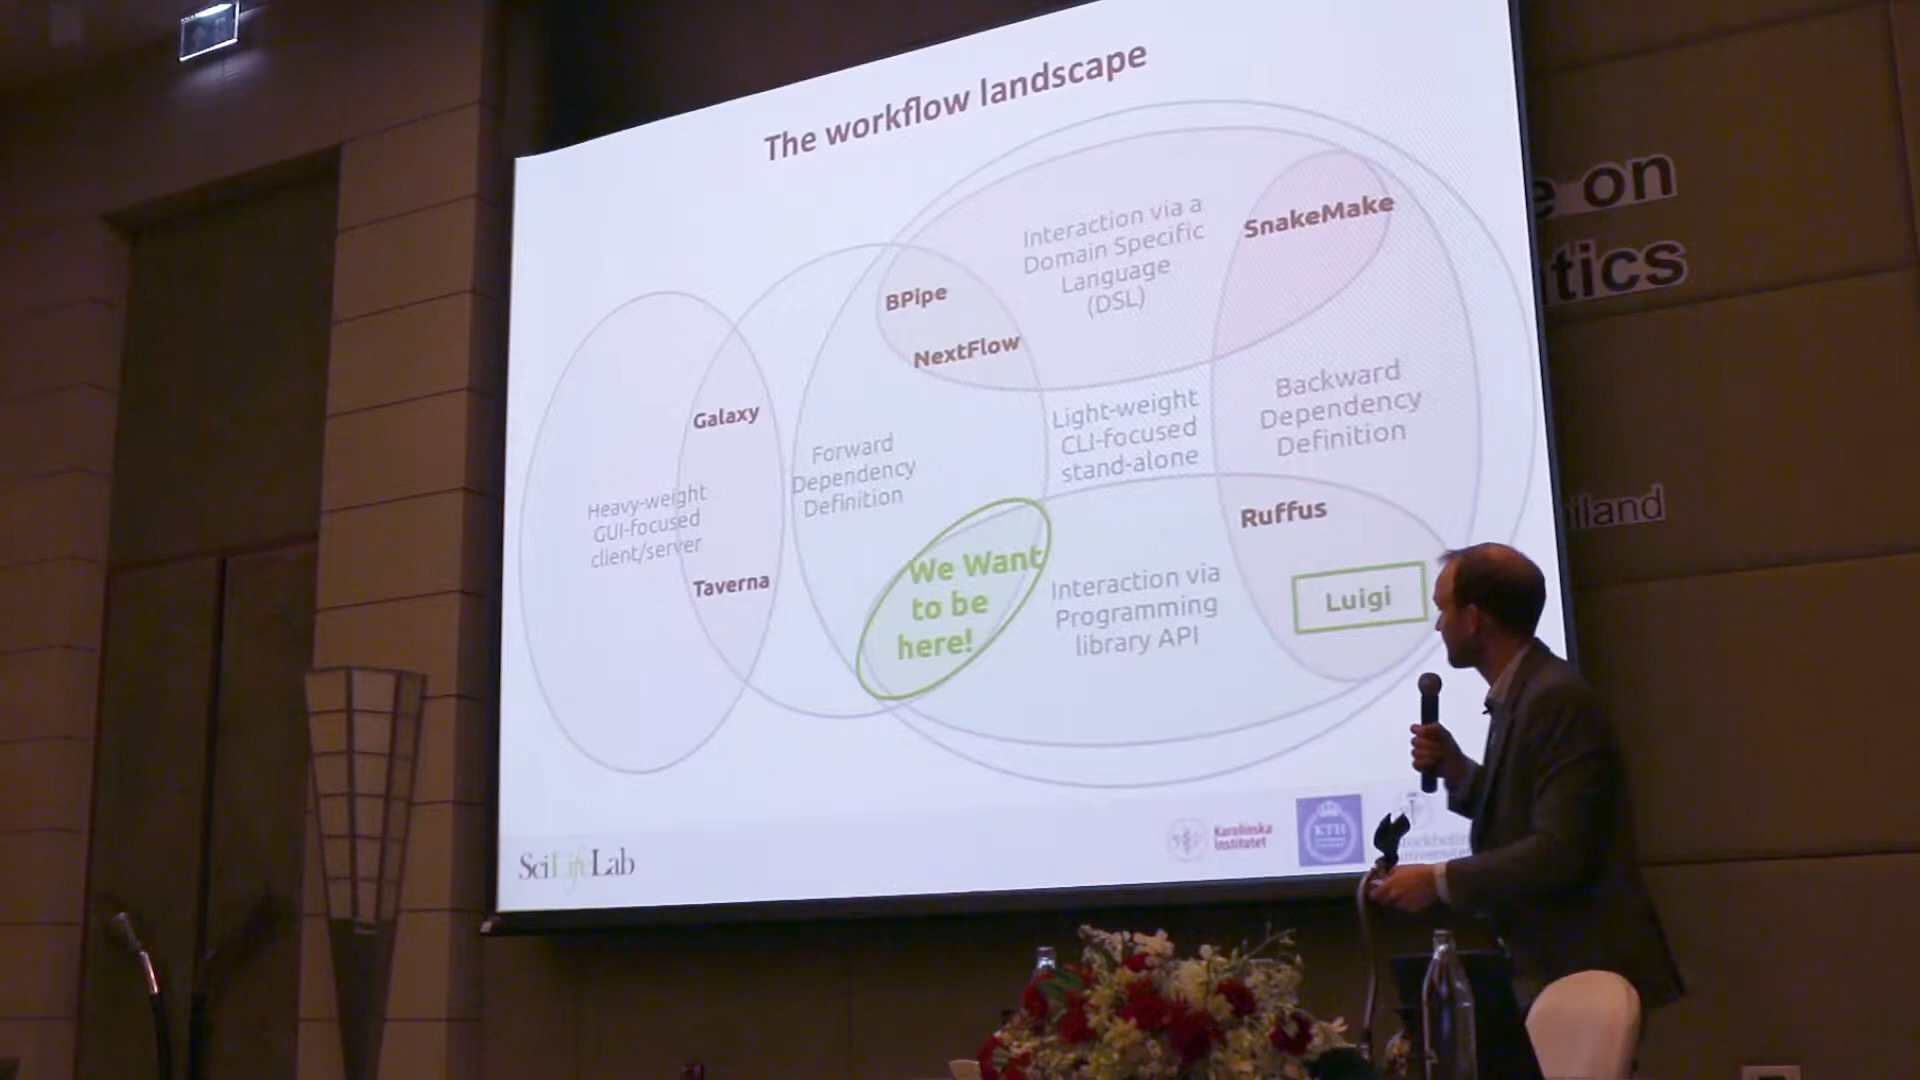 The workflow landscape
e on
tics
iland
Interaction via a
Domain Specific
Language
(DSL)
SnakeMake
BPipe
NextFlow
Galaxy
Forward
Dependency
Definition
Light-weight
CLI-focused
stand-alone
Backward
Dependency
Definition
Heavy-weight
GUI-focused
client/server
Taverna
We Want
to be
here!
Interaction via
Programming
library API
Ruffus
Luigi
SciLifeLab
Karolinska
Institutet
KTH